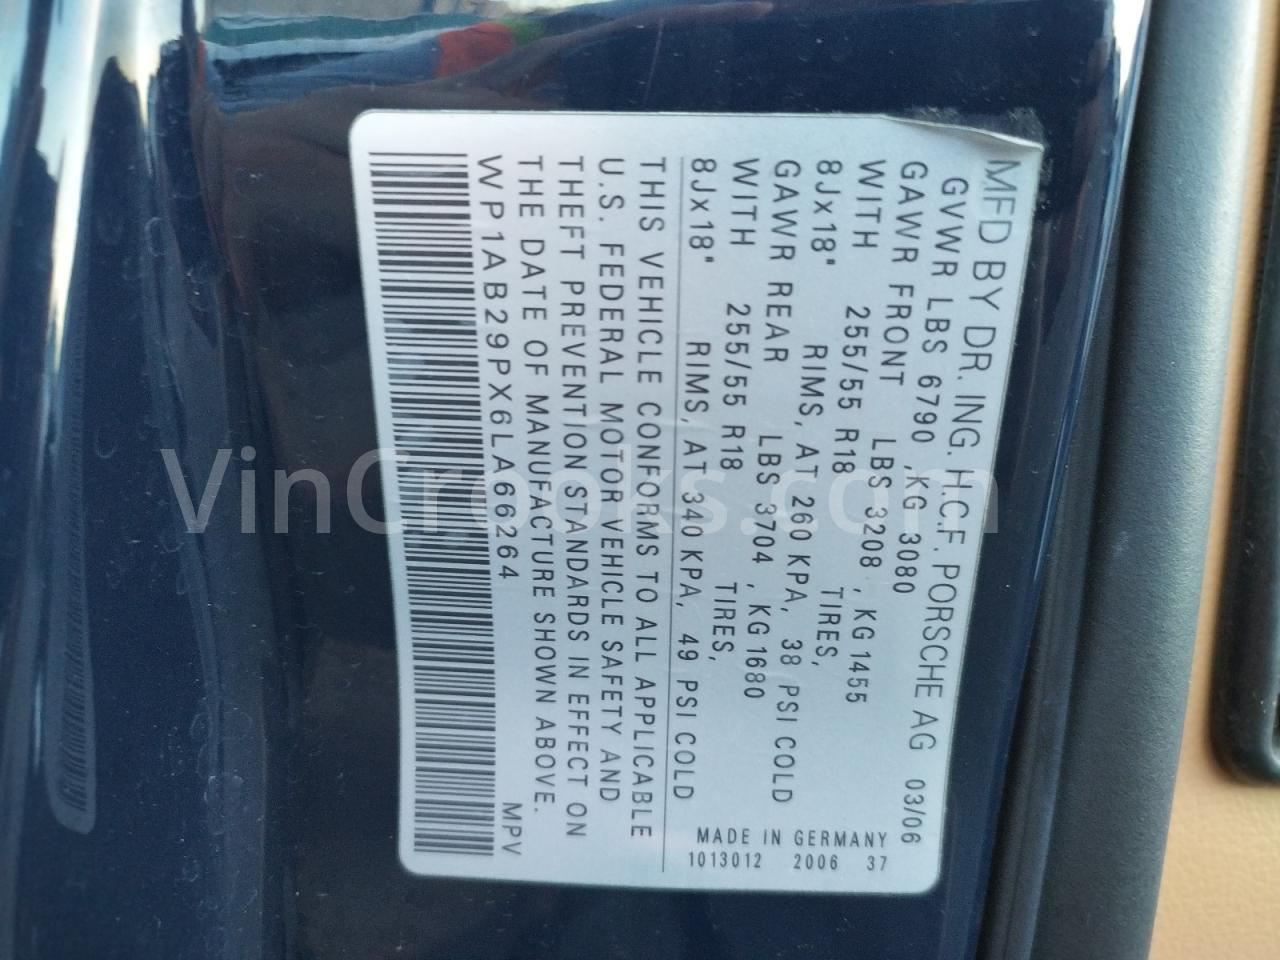 MFD BY DR. ING. H.C.F. PORSCHE AG 03/06
GVWR LBS 6790 ,KG 3080
GAWR FRONT LBS 3208 , KG 1455
WITH 255/55 R18 TIRES,
8Jx18" RIMS, AT 260 KPA, 38 PSI COLD
GAWR REAR LBS 3704 , KG 1680
WITH 255/55 R18 TIRES,
8Jx18" RIMS, AT 340 KPA, 49 PSI COLD
MADE IN GERMANY
1013012 2006 37
THIS VEHICLE CONFORMS TO ALL APPLICABLE
U.S. FEDERAL MOTOR VEHICLE SAFETY AND
THEFT PREVENTION STANDARDS IN EFFECT ON
THE DATE OF MANUFACTURE SHOWN ABOVE.
WP1AB29PX6LA66264 MPV
VinCrooks.com